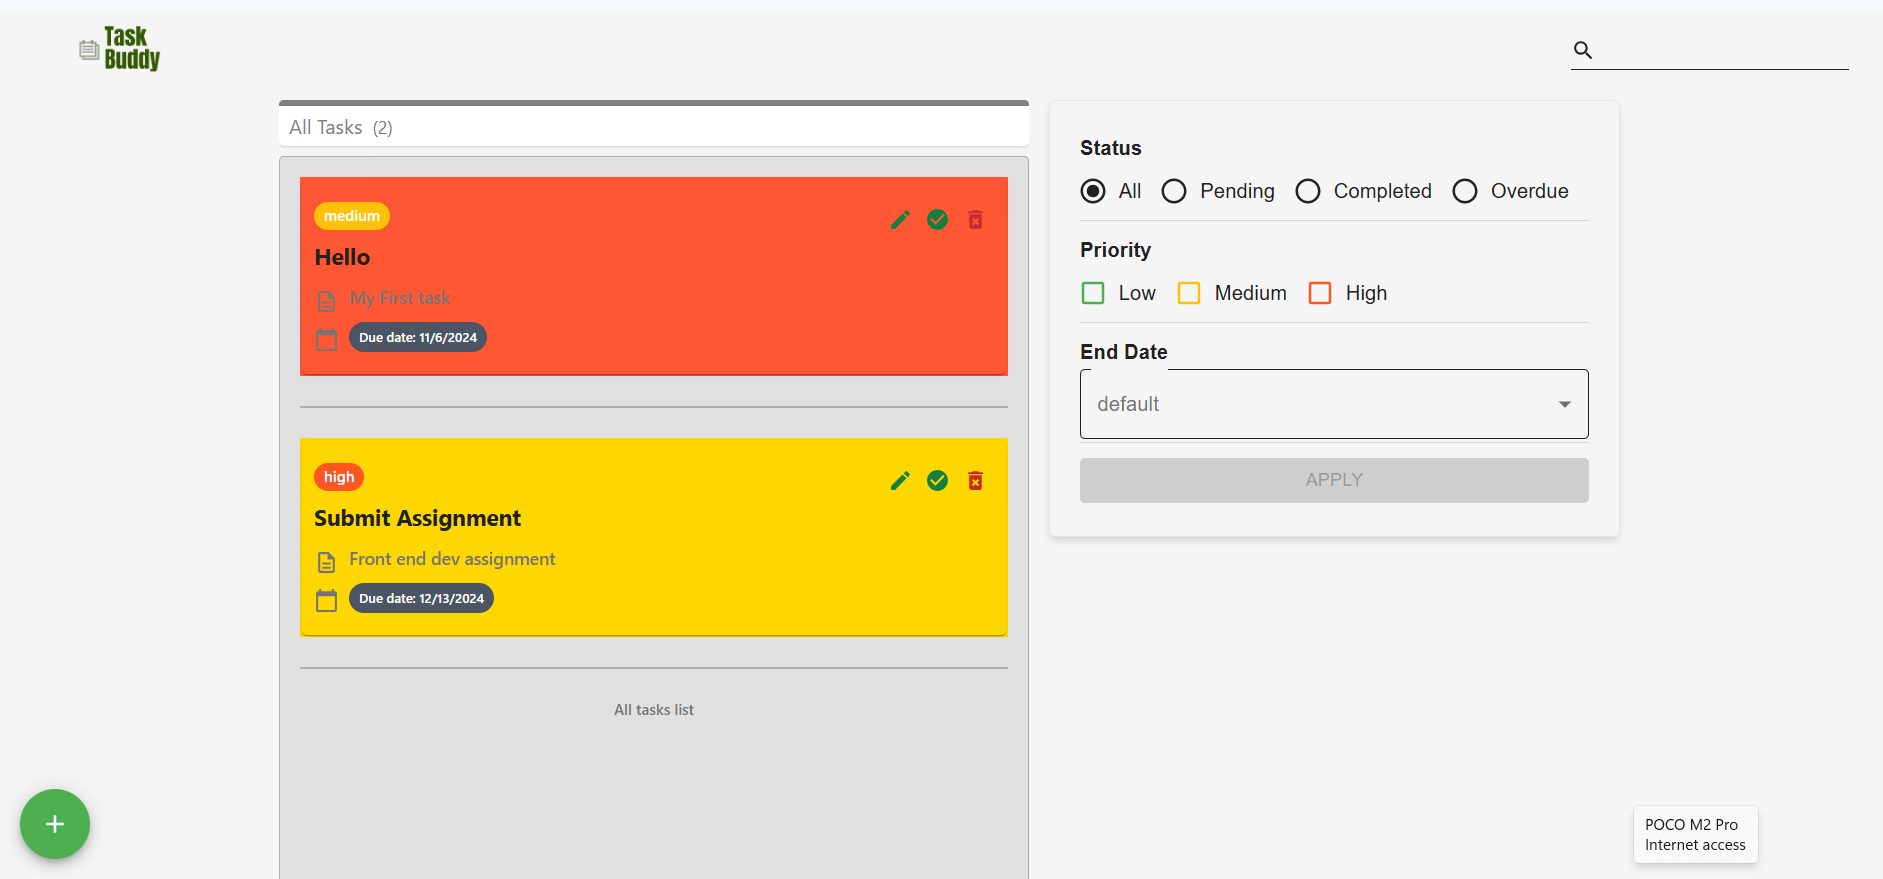 Task
Buddy
All Tasks (2)
medium
Hello
My First task
Due date: 11/6/2024
high
Submit Assignment
Front end dev assignment
Due date: 12/13/2024
All tasks list
Status
All Pending Completed Overdue
Priority
Low Medium High
End Date
default
APPLY
+
POCO M2 Pro
Internet access